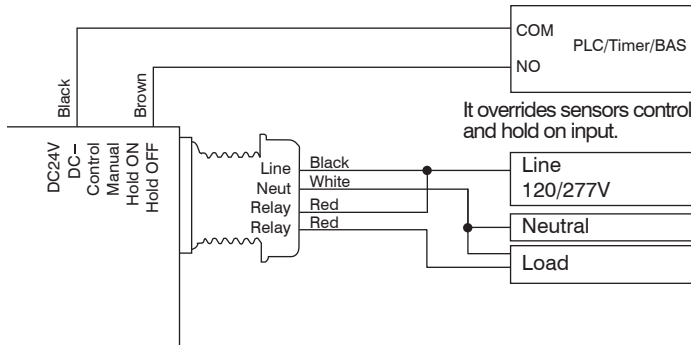 COM
PLC/Timer/BAS
NO
Black
Brown
It overrides sensors control
and hold on input.
DC24V
DC−
Control
Manual
Hold ON
Hold OFF
Line
Black
Neut
White
Relay
Red
Relay
Red
Line
120/277V
Neutral
Load